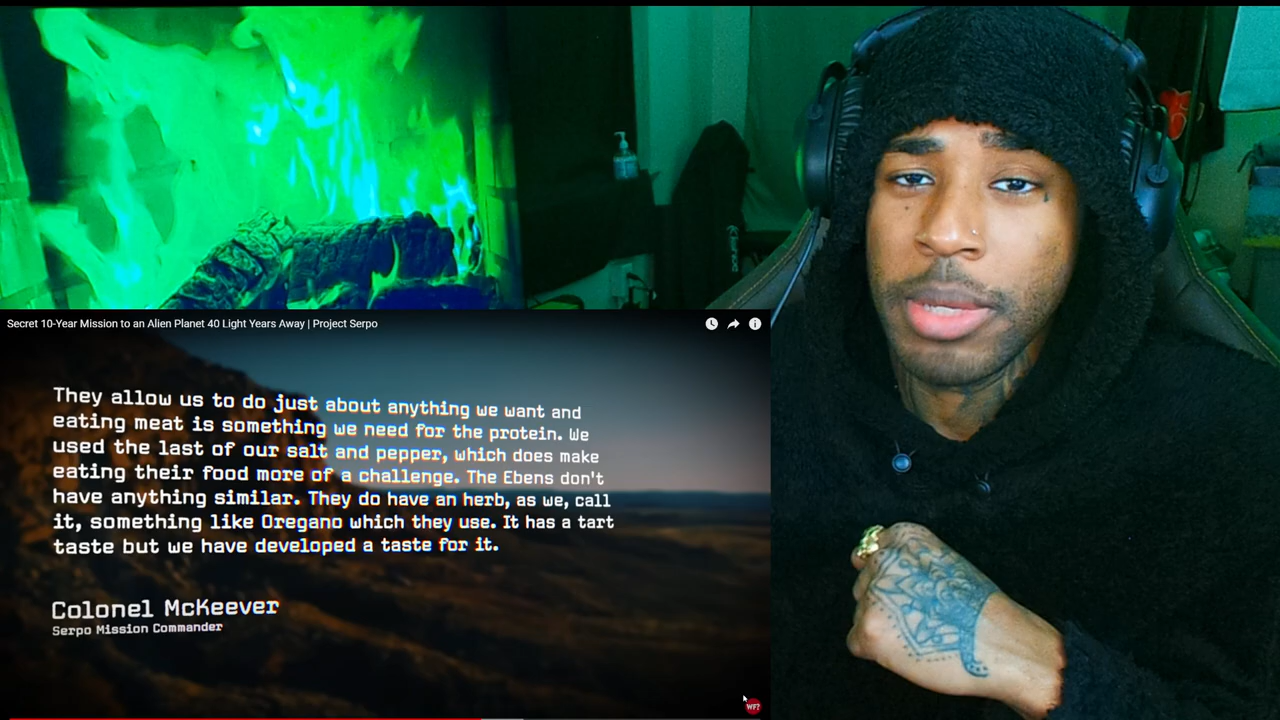 Secret 10-Year Mission to an Alien Planet 40 Light Years Away | Project Serpo
They allow us to do just about anything we want and
eating meat is something we need for the protein. We
used the last of our salt and pepper, which does make
eating their food more of a challenge. The Ebens don't
have anything similar. They do have an herb, as we, call
it, something like Oregano which they use. It has a tart
taste but we have developed a taste for it.
Colonel McKeever
Serpo Mission Commander
WF?